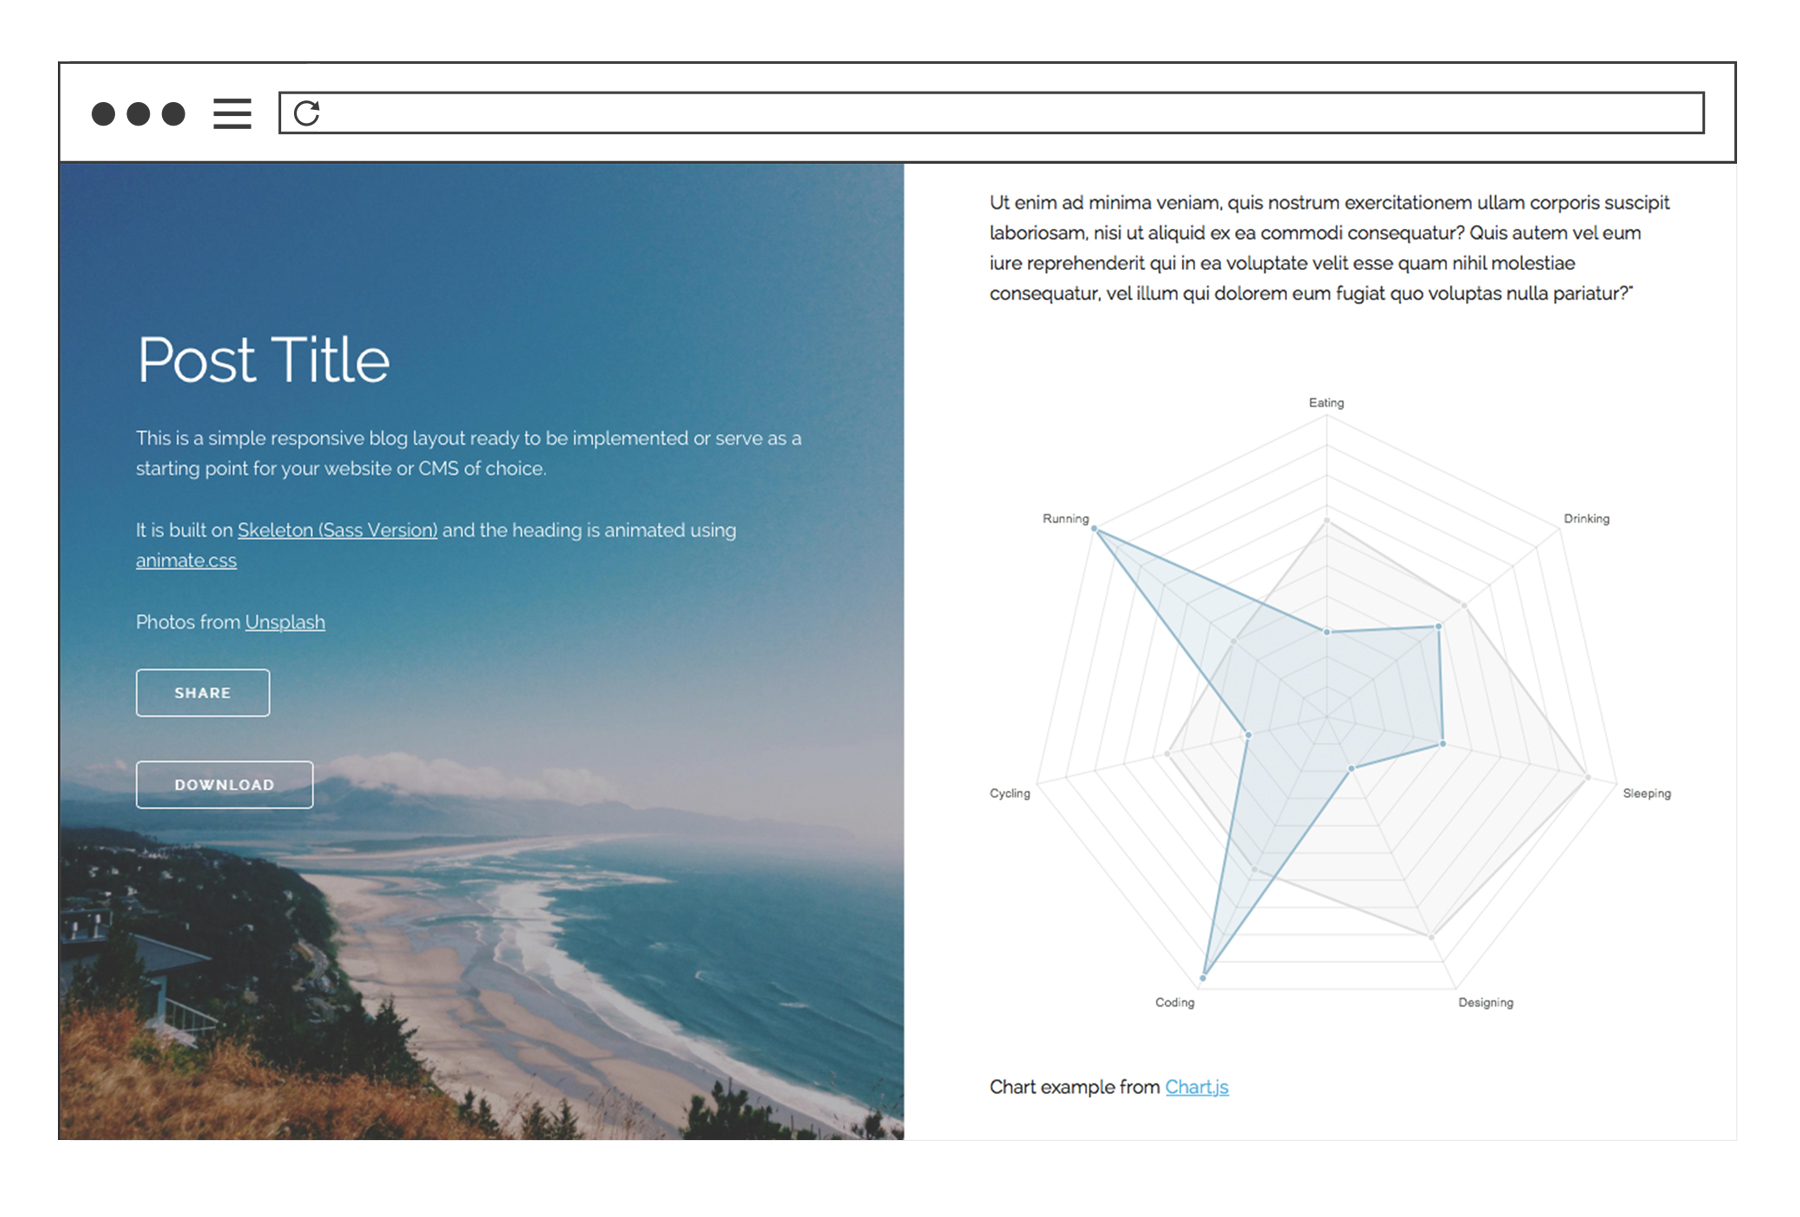 Post Title
This is a simple responsive blog layout ready to be implemented or serve as a
starting point for your website or CMS of choice.
It is built on Skeleton (Sass Version) and the heading is animated using
animate.css
Photos from Unsplash
SHARE
DOWNLOAD
Ut enim ad minima veniam, quis nostrum exercitationem ullam corporis suscipit
laboriosam, nisi ut aliquid ex ea commodi consequatur? Quis autem vel eum
iure reprehenderit qui in ea voluptate velit esse quam nihil molestiae
consequatur, vel illum qui dolorem eum fugiat quo voluptas nulla pariatur?"
Eating
Running
Drinking
Cycling
Sleeping
Coding
Designing
Chart example from Chart.js